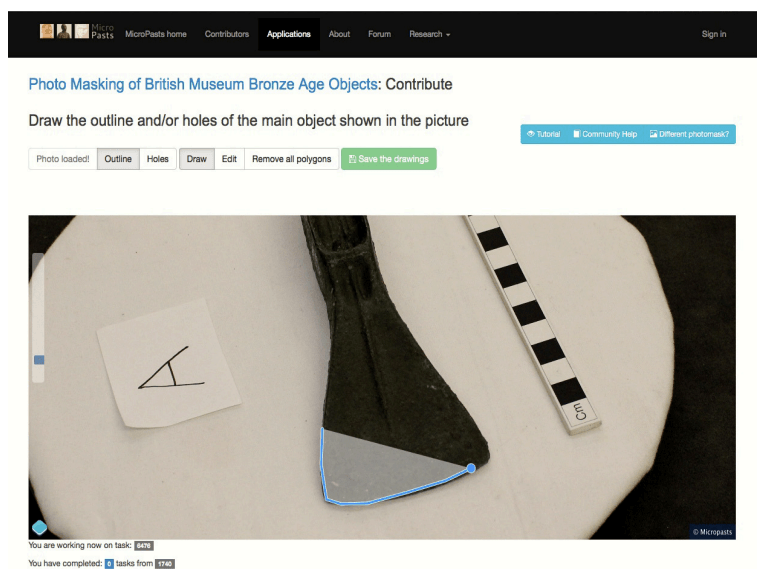 Micro
Pasts
MicroPasts home Contributors Applications About Forum Research Sign in
Photo Masking of British Museum Bronze Age Objects: Contribute
Draw the outline and/or holes of the main object shown in the picture
Tutorial Community Help Different photomask?
Photo loaded! Outline Holes Draw Edit Remove all polygons Save the drawings
A
Cm
© Micropasts
You are working now on task: 6476
You have completed: 0 tasks from 1740